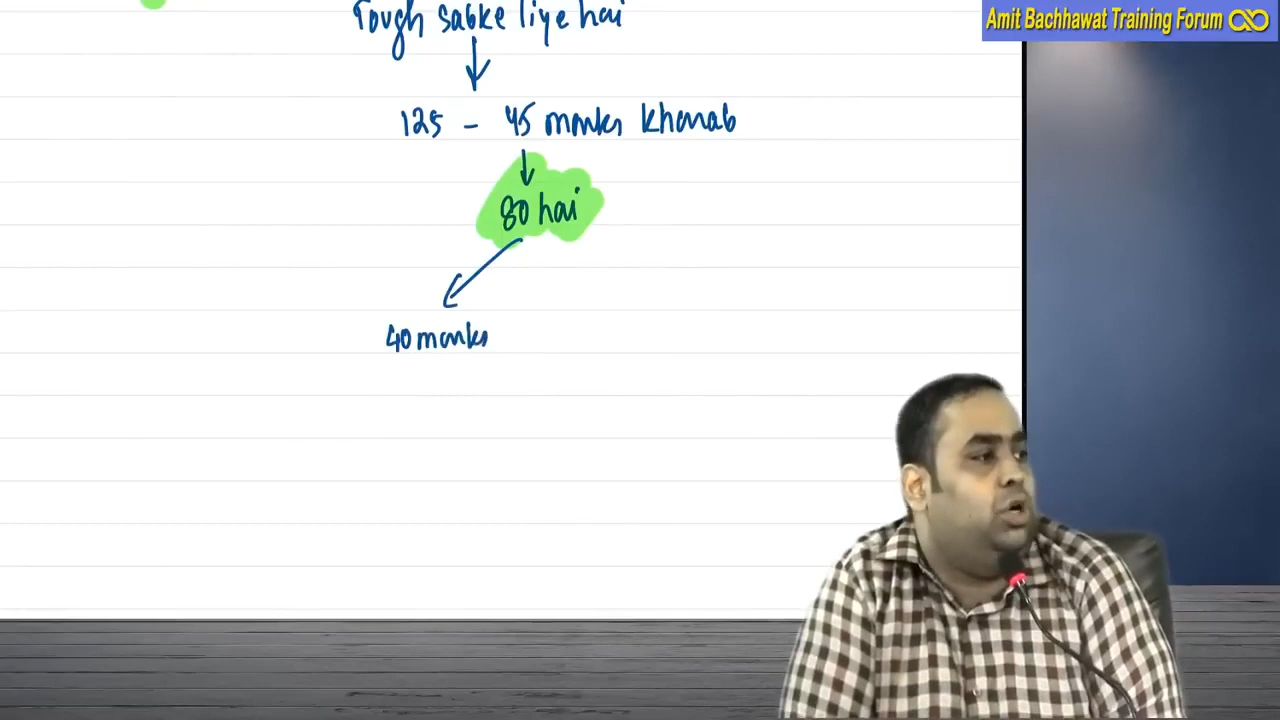 Amit Bachhawat Training Forum
Tough sabke liye hai
125 - 45 marks kharab
80 hai
40 marks